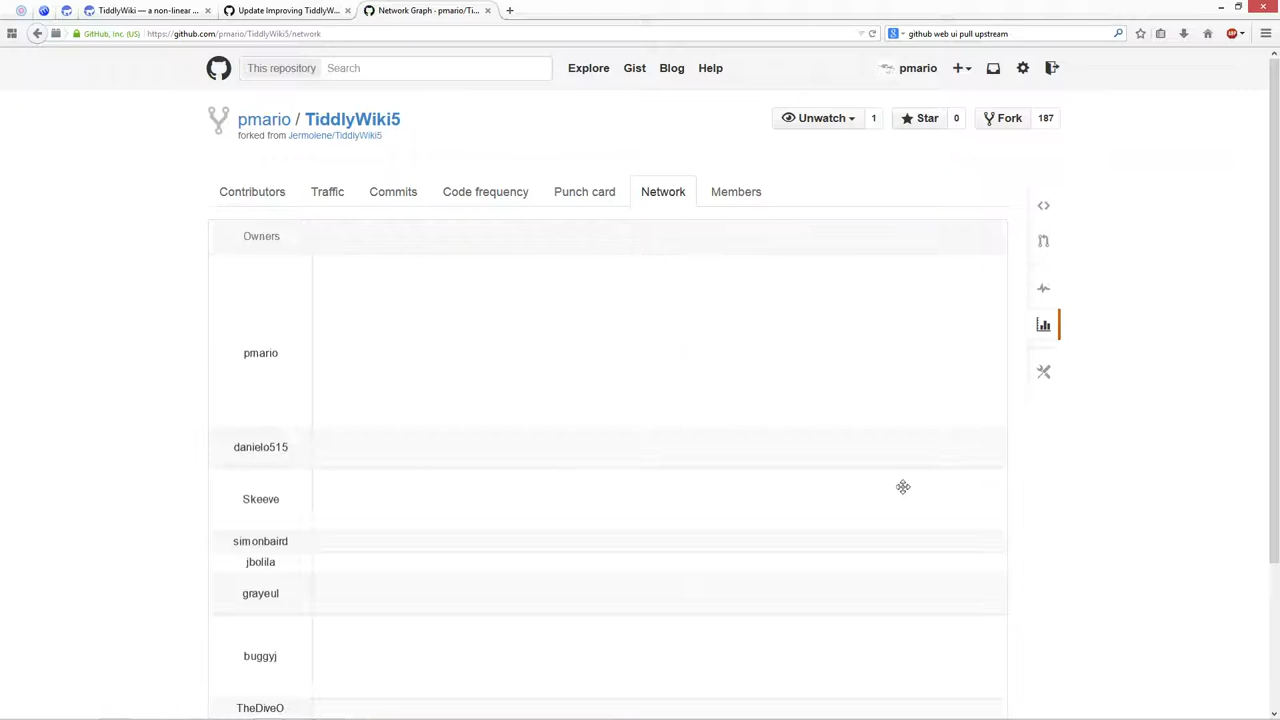 TiddlyWiki — a non-linear ...
Update Improving TiddlyW...
Network Graph · pmario/Ti...
GitHub, Inc. (US)
https://github.com/pmario/TiddlyWiki5/network
github web ui pull upstream
This repository
Search
Explore
Gist
Blog
Help
pmario
pmario / TiddlyWiki5
forked from Jermolene/TiddlyWiki5
Unwatch
1
Star
0
Fork
187
Contributors
Traffic
Commits
Code frequency
Punch card
Network
Members
Owners
pmario
danielo515
Skeeve
simonbaird
jbolila
grayeul
buggyj
TheDiveO